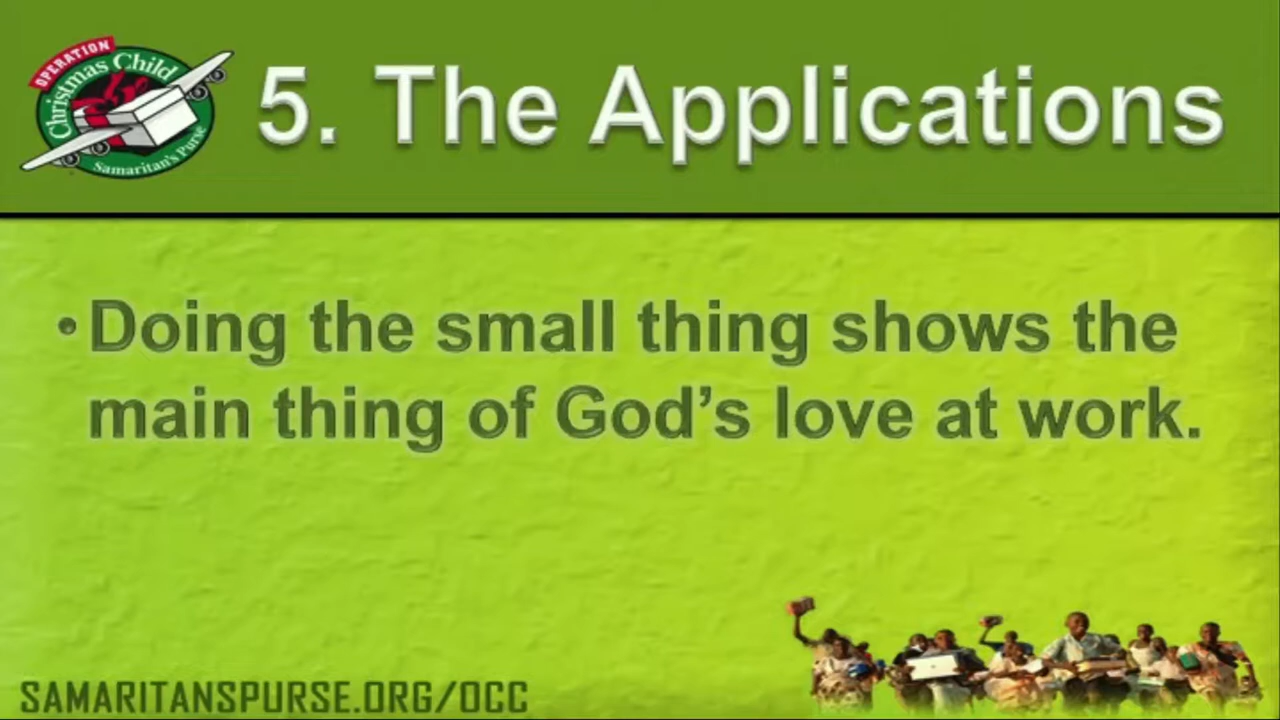 OPERATION
Christmas Child
Samaritan's Purse
5. The Applications
•Doing the small thing shows the
main thing of God’s love at work.
SAMARITANSPURSE.ORG/OCC